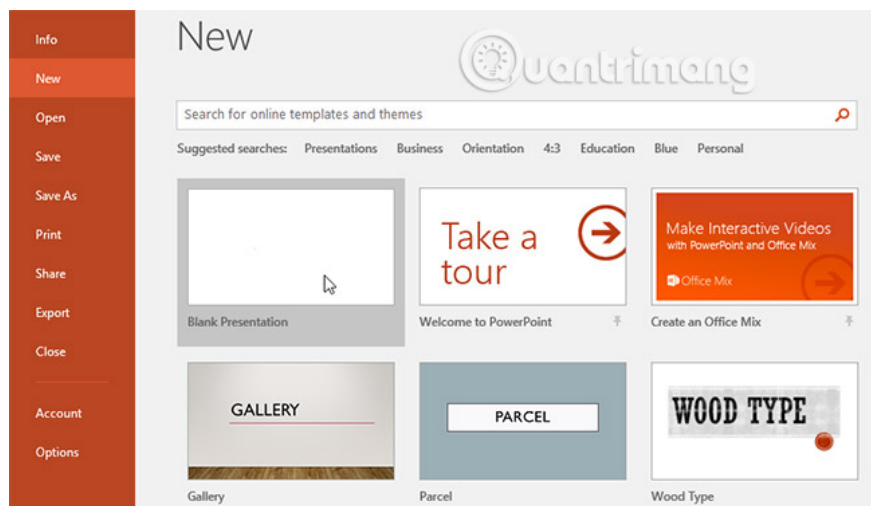 Info
New
Open
Save
Save As
Print
Share
Export
Close
Account
Options
New
Quantrimang
Search for online templates and themes
Suggested searches: Presentations Business Orientation 4:3 Education Blue Personal
Blank Presentation
Take a
tour
Welcome to PowerPoint
Make Interactive Videos
with PowerPoint and Office Mix
Office Mix
Create an Office Mix
GALLERY
Gallery
PARCEL
Parcel
WOOD TYPE
Wood Type